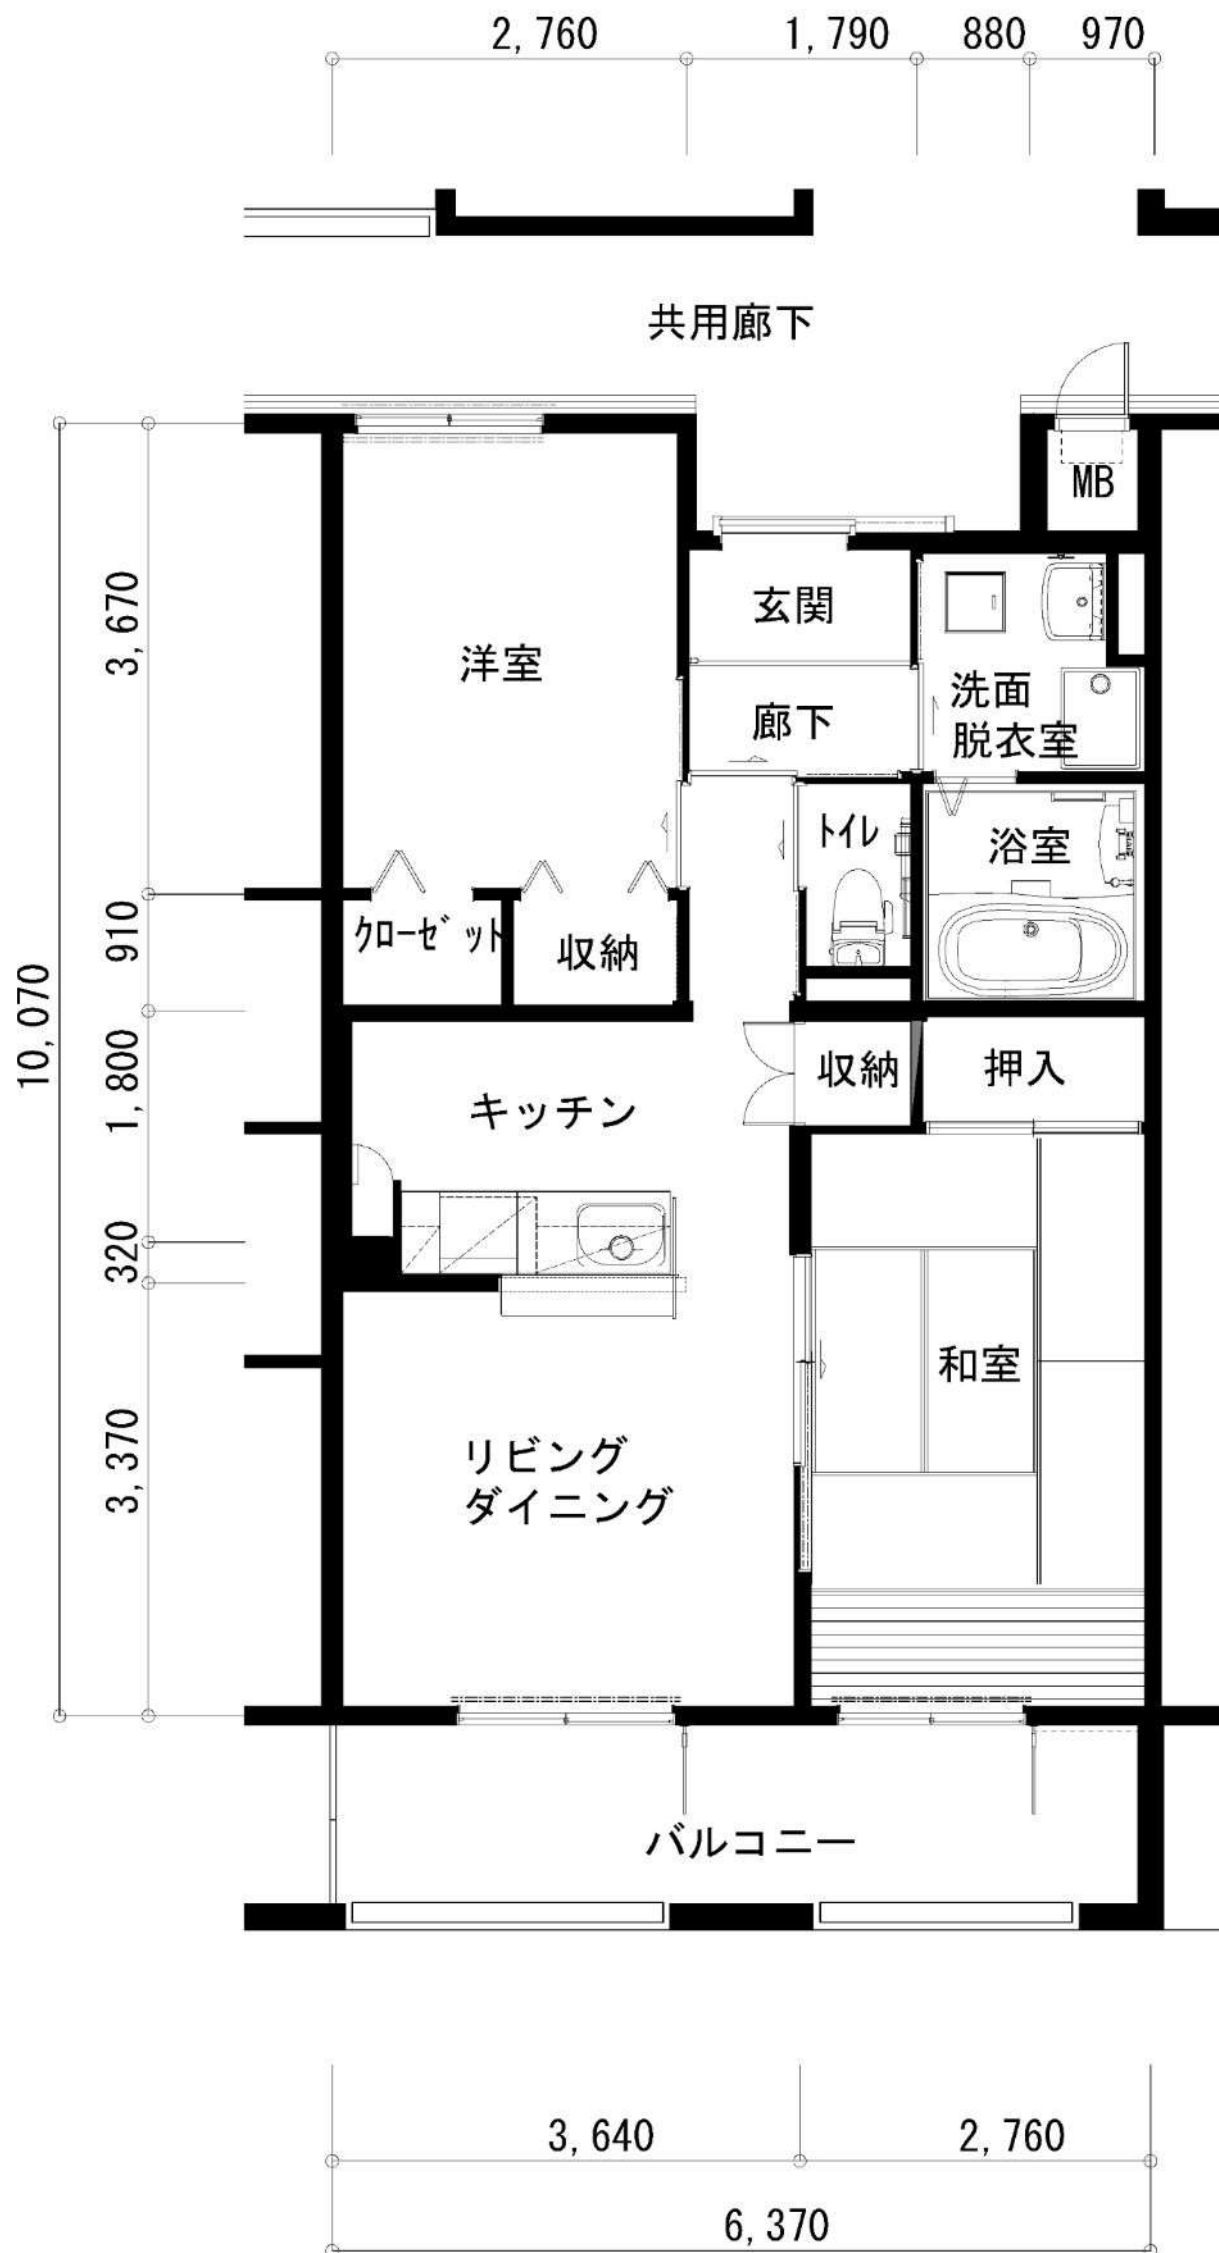 2,760
1,790
880
970
共用廊下
MB
玄関
洋室
3,670
洗面
脱衣室
廊下
トイレ
浴室
クローゼット
収納
910
10,070
1,800
収納
押入
キッチン
320
和室
リビング
ダイニング
3,370
バルコニー
3,640
2,760
6,370